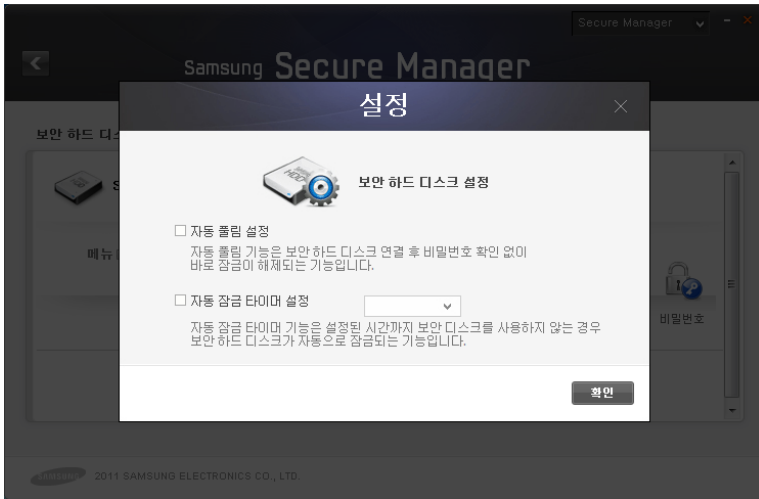 Secure Manager
Samsung Secure Manager
설정
보안 하드 디스
HDD
보안 하드 디스크 설정
자동 풀림 설정
자동 풀림 기능은 보안 하드 디스크 연결 후 비밀번호 확인 없이
바로 잠금이 해제되는 기능입니다.
메뉴
자동 잠금 타이머 설정
자동 잠금 타이머 기능은 설정된 시간까지 보안 디스크를 사용하지 않는 경우
보안 하드 디스크가 자동으로 잠금되는 기능입니다.
비밀번호
확인
SAMSUNG 2011 SAMSUNG ELECTRONICS CO., LTD.